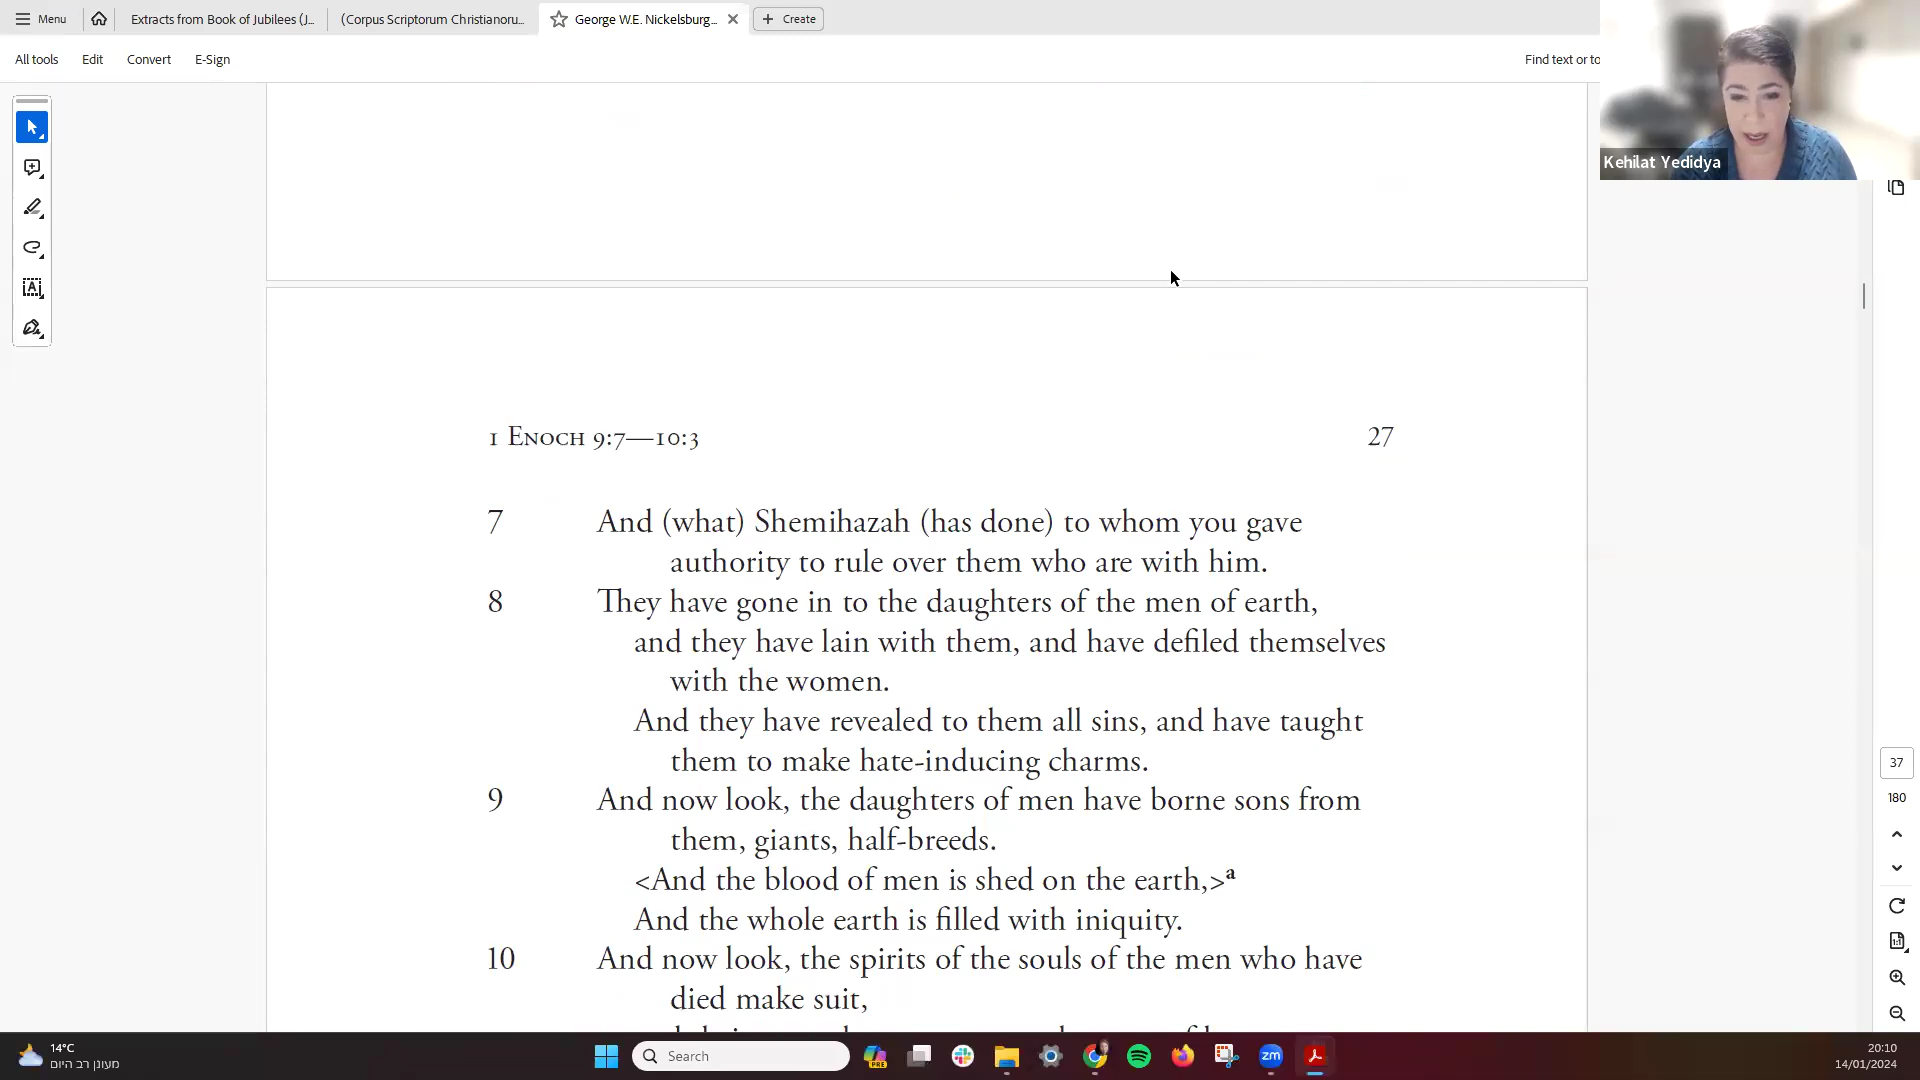 Menu
Extracts from Book of Jubilees (J...
(Corpus Scriptorum Christianoru...
George W.E. Nickelsburg...
Create
All tools
Edit
Convert
E-Sign
Find text or to
Kehilat Yedidya
1 Enoch 9:7—10:3 27
7 And (what) Shemihazah (has done) to whom you gave
authority to rule over them who are with him.
8 They have gone in to the daughters of the men of earth,
and they have lain with them, and have defiled themselves
with the women.
And they have revealed to them all sins, and have taught
them to make hate-inducing charms.
9 And now look, the daughters of men have borne sons from
them, giants, half-breeds.
<And the blood of men is shed on the earth,>a
And the whole earth is filled with iniquity.
10 And now look, the spirits of the souls of the men who have
died make suit,
37
180
14°C
מעונן רב היום
Search
PRE
zm
20:10
14/01/2024